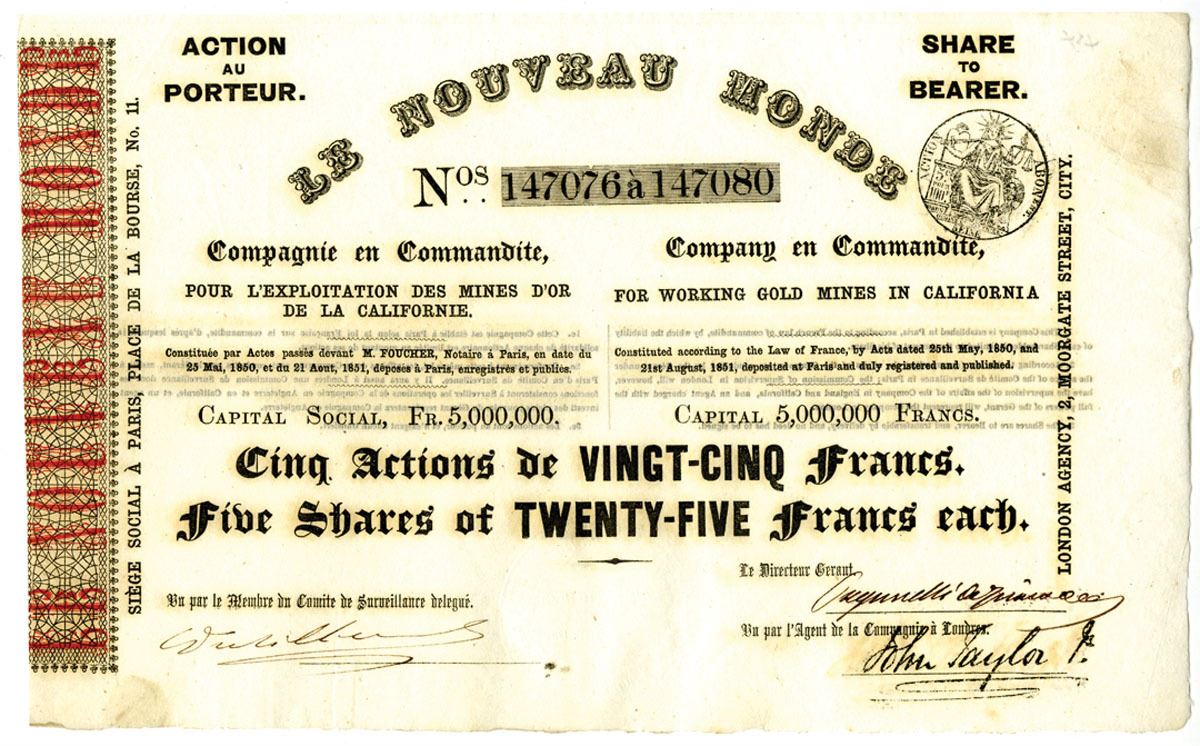 ACTION
AU
PORTEUR.
SHARE
TO
BEARER.
LE NOUVEAU MONDE
Nos. 147076 à 147080
Compagnie en Commandite,
POUR L'EXPLOITATION DES MINES D'OR
DE LA CALIFORNIE.
Constituée par Actes passés devant M. FOUCHER, Notaire à Paris, en date du
25 Mai, 1850, et du 21 Aout, 1851, déposes à Paris, enregistrés et publiés.
CAPITAL SOCIAL, FR. 5,000,000.
Company en Commandite,
FOR WORKING GOLD MINES IN CALIFORNIA
Constituted according to the Law of France, by Acts dated 25th May, 1850, and
21st August, 1851, deposited at Paris and duly registered and published.
CAPITAL 5,000,000 FRANCS.
Cinq Actions de VINGT-CINQ Francs.
Five Shares of TWENTY-FIVE Francs each.
Le Directeur Gerant
Vu par le Membre du Comite de Surveillance delegué.
Vu par l'Agent de la Compagnie à Londres.
John Taylor Jr.
SIÈGE SOCIAL À PARIS, PLACE DE LA BOURSE, No. 11.
LONDON AGENCY, 2, MOORGATE STREET, CITY.